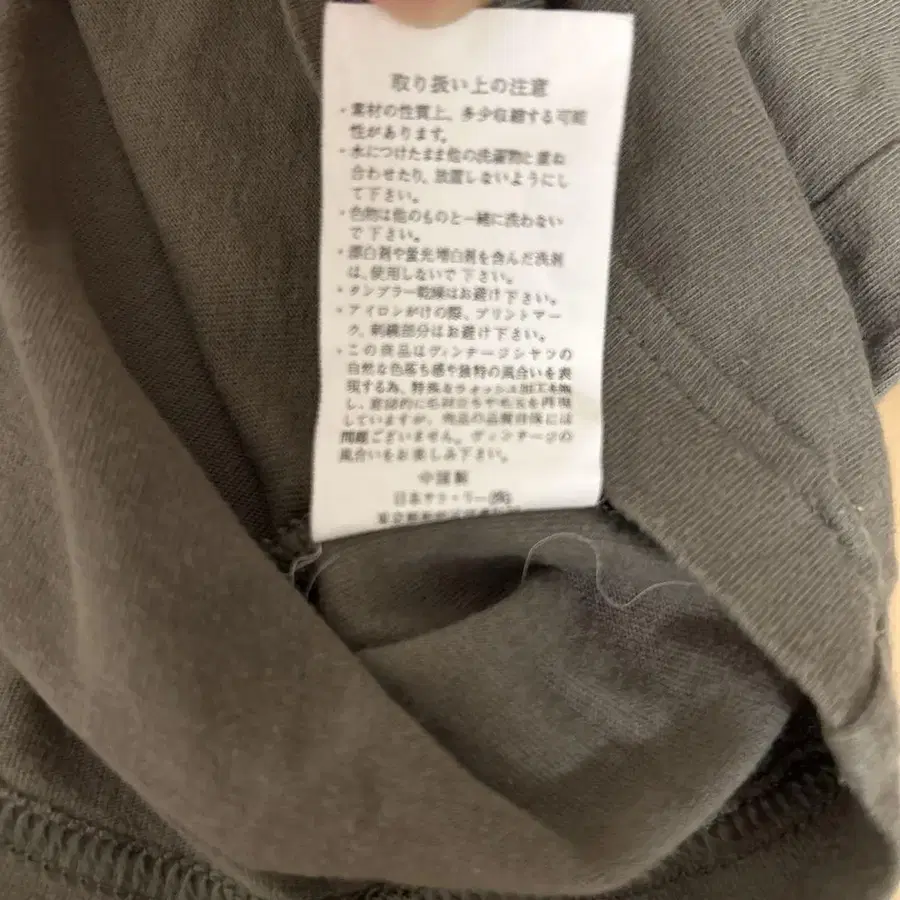 取り扱い上の注意
・素材の性質上、多少収縮する可能
性があります。
・水につけたまま他の洗濯物と重ね
合わせたり、放置しないようにし
て下さい。
・色物は他のものと一緒に洗わない
で下さい。
・漂白剤や蛍光増白剤を含んだ洗剤
は、使用しないで下さい。
・タンブラー乾燥はお避け下さい。
・アイロンがけの際、プリントマー
ク、刺繍部分はお避け下さい。
・この商品はヴィンテージシャツの
自然な色落ち感や独特の風合いを表
現する為、特殊なウォッシュ加工を施
し、意図的に毛羽立ちや毛玉を再現
していますが、商品の品質自体には
問題ございません。ヴィンテージの
風合いをお楽しみ下さい。
中国製
日本